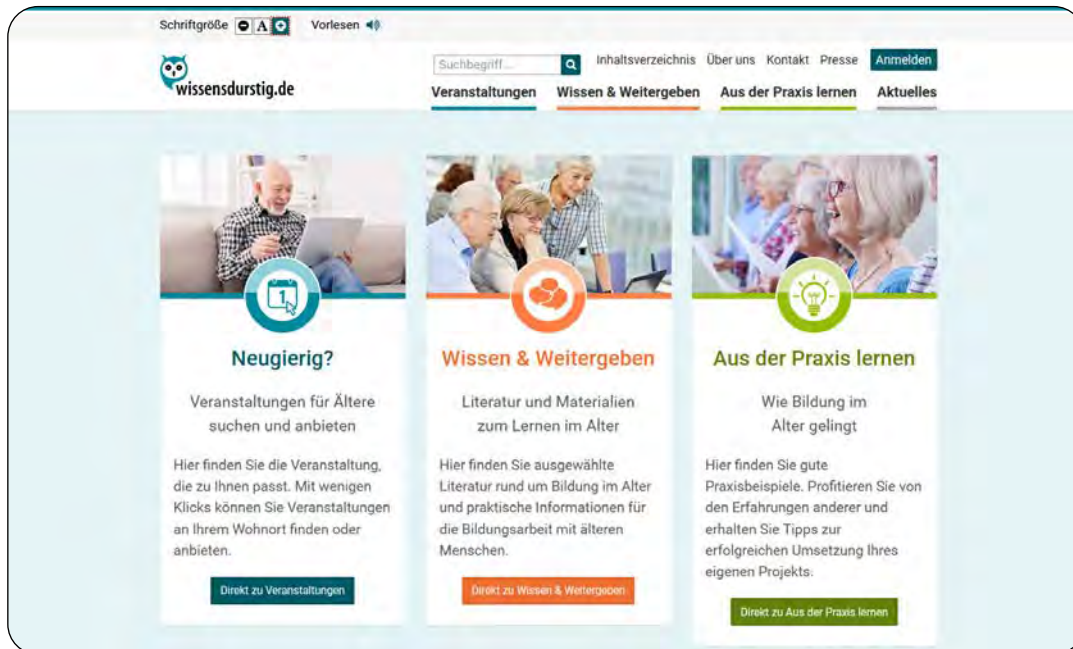 Schriftgröße A Vorlesen
wissensdurstig.de
Suchbegriff... Inhaltsverzeichnis Über uns Kontakt Presse Anmelden
Veranstaltungen Wissen & Weitergeben Aus der Praxis lernen Aktuelles
1
Neugierig?
Veranstaltungen für Ältere
suchen und anbieten
Hier finden Sie die Veranstaltung,
die zu Ihnen passt. Mit wenigen
Klicks können Sie Veranstaltungen
an Ihrem Wohnort finden oder
anbieten.
Direkt zu Veranstaltungen
Wissen & Weitergeben
Literatur und Materialien
zum Lernen im Alter
Hier finden Sie ausgewählte
Literatur rund um Bildung im Alter
und praktische Informationen für
die Bildungsarbeit mit älteren
Menschen.
Direkt zu Wissen & Weitergeben
Aus der Praxis lernen
Wie Bildung im
Alter gelingt
Hier finden Sie gute
Praxisbeispiele. Profitieren Sie von
den Erfahrungen anderer und
erhalten Sie Tipps zur
erfolgreichen Umsetzung Ihres
eigenen Projekts.
Direkt zu Aus der Praxis lernen